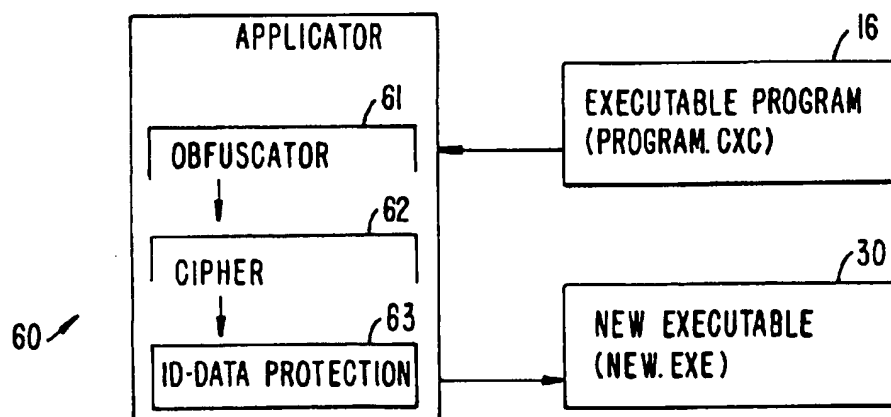 APPLICATOR
61
OBFUSCATOR
62
CIPHER
63
ID-DATA PROTECTION
60
16
EXECUTABLE PROGRAM
(PROGRAM.CXC)
30
NEW EXECUTABLE
(NEW.EXE)